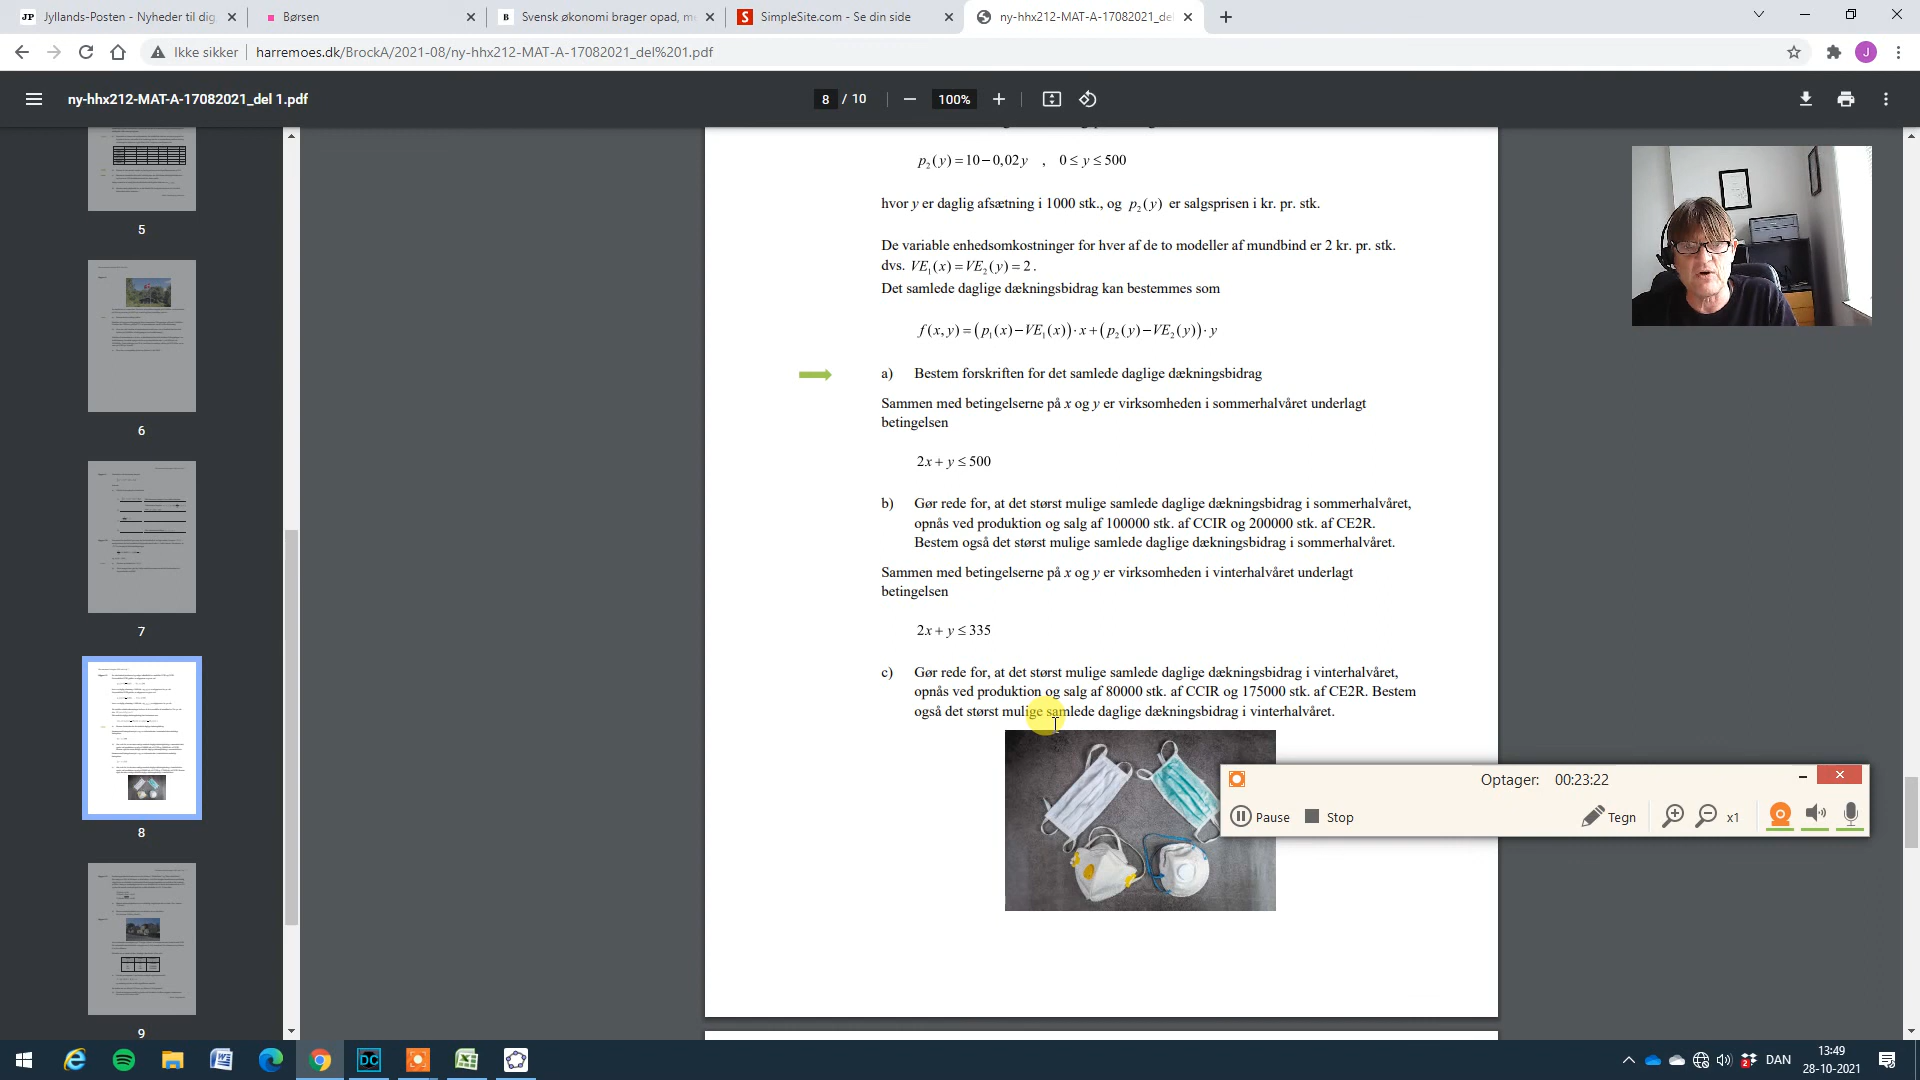 JP Jyllands-Posten - Nyheder til dig
Børsen
B Svensk økonomi brager opad, m
S SimpleSite.com - Se din side
ny-hhx212-MAT-A-17082021_de
Ikke sikker harremoes.dk/BrockA/2021-08/ny-hhx212-MAT-A-17082021_del%201.pdf
J
ny-hhx212-MAT-A-17082021_del 1.pdf
8 / 10
100%
p₂(y) = 10 − 0,02y , 0 ≤ y ≤ 500
hvor y er daglig afsætning i 1000 stk., og p₂(y) er salgsprisen i kr. pr. stk.
De variable enhedsomkostninger for hver af de to modeller af mundbind er 2 kr. pr. stk.
dvs. VE₁(x) = VE₂(y) = 2.
Det samlede daglige dækningsbidrag kan bestemmes som
f(x, y) = (p₁(x) − VE₁(x)) · x + (p₂(y) − VE₂(y)) · y
a) Bestem forskriften for det samlede daglige dækningsbidrag
Sammen med betingelserne på x og y er virksomheden i sommerhalvåret underlagt
betingelsen
2x + y ≤ 500
b) Gør rede for, at det størst mulige samlede daglige dækningsbidrag i sommerhalvåret,
opnås ved produktion og salg af 100000 stk. af CCIR og 200000 stk. af CE2R.
Bestem også det størst mulige samlede daglige dækningsbidrag i sommerhalvåret.
Sammen med betingelserne på x og y er virksomheden i vinterhalvåret underlagt
betingelsen
2x + y ≤ 335
c) Gør rede for, at det størst mulige samlede daglige dækningsbidrag i vinterhalvåret,
opnås ved produktion og salg af 80000 stk. af CCIR og 175000 stk. af CE2R. Bestem
også det størst mulige samlede daglige dækningsbidrag i vinterhalvåret.
5
6
7
8
9
Optager: 00:23:22
Pause Stop Tegn x1
DC
2
DAN
13:49
28-10-2021